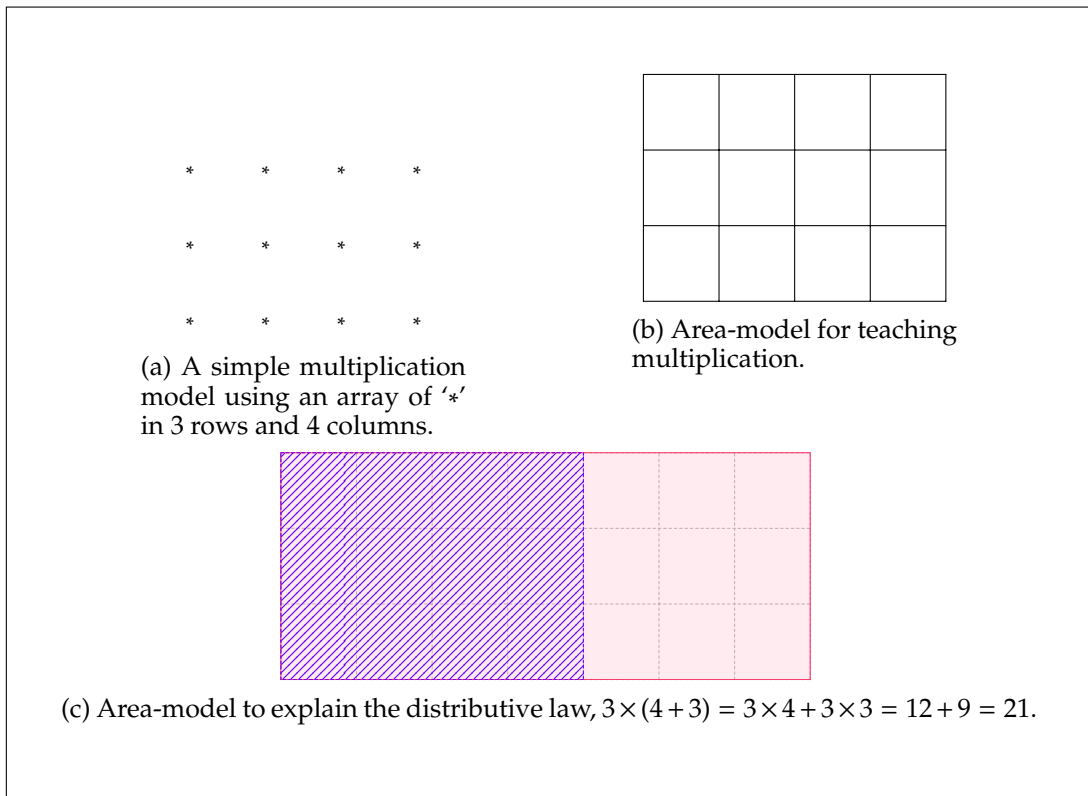 * * * *
* * * *
* * * *
(a) A simple multiplication
model using an array of ‘*’
in 3 rows and 4 columns.
(b) Area-model for teaching
multiplication.
(c) Area-model to explain the distributive law, 3 × (4 + 3) = 3 × 4 + 3 × 3 = 12 + 9 = 21.